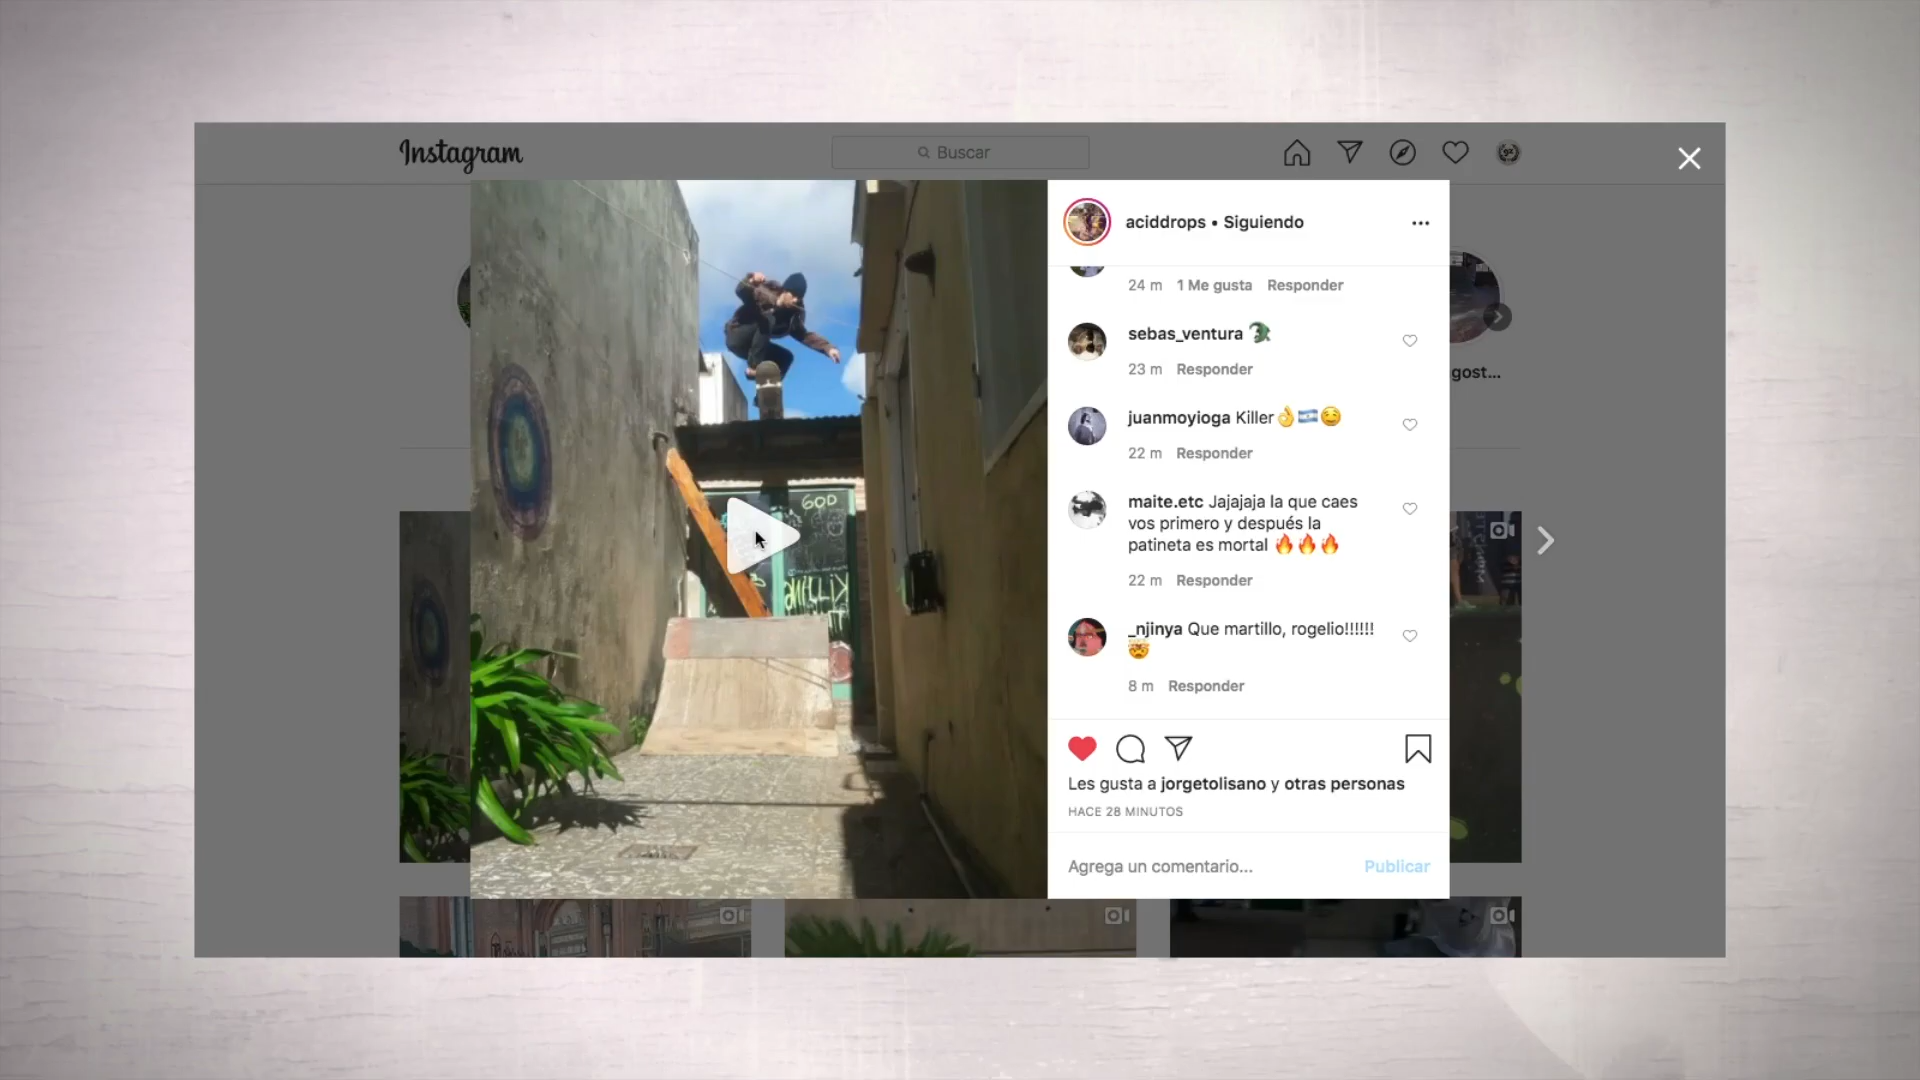 Instagram
Buscar
aciddrops • Siguiendo
24 m 1 Me gusta Responder
gost...
sebas_ventura 🐊
23 m Responder
juanmoyioga Killer👌🇦🇷😏
22 m Responder
maite.etc Jajajaja la que caes
vos primero y después la
patineta es mortal 🔥🔥🔥
22 m Responder
_njinya Que martillo, rogelio!!!!!!
🤯
8 m Responder
Les gusta a jorgetolisano y otras personas
HACE 28 MINUTOS
Agrega un comentario...
Publicar
GOD